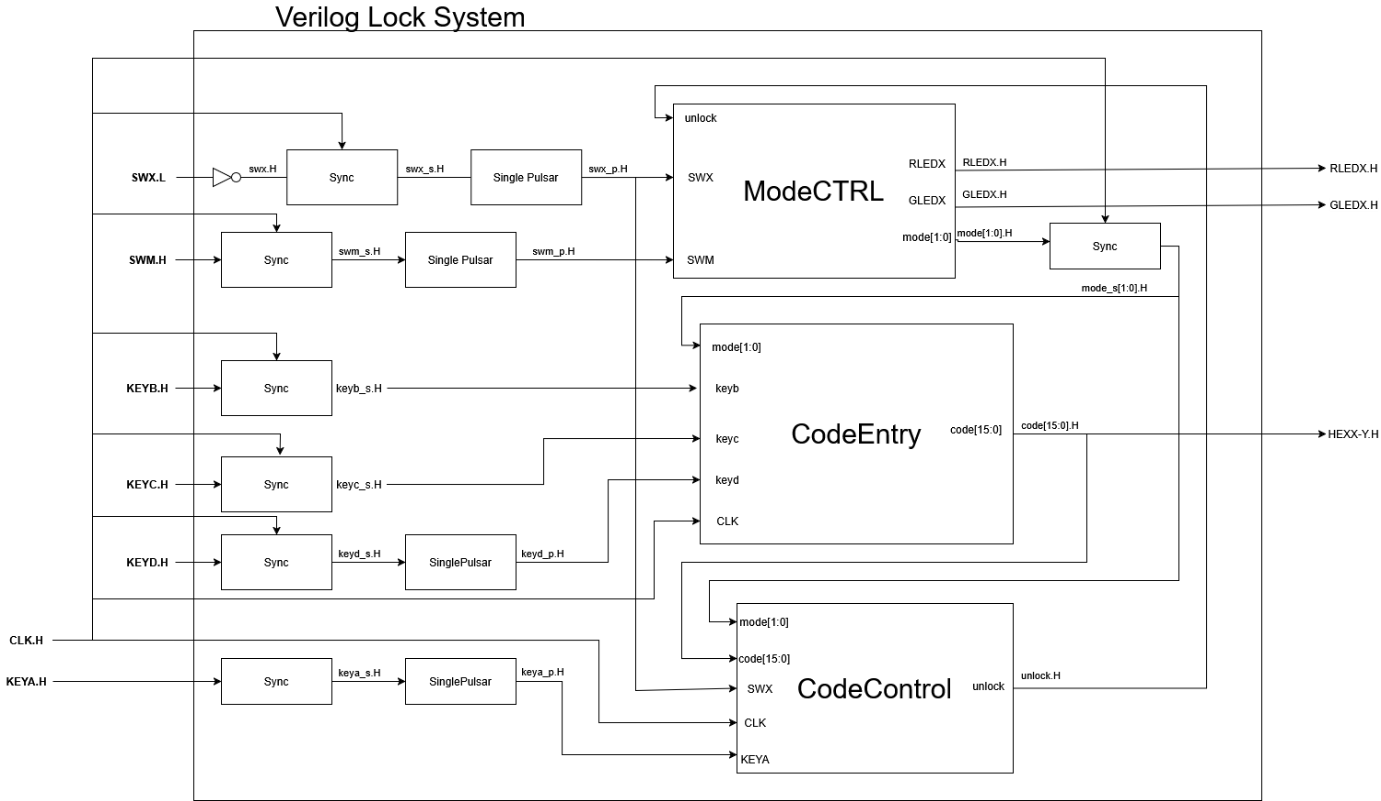 Verilog Lock System
unlock
SWX.L
swx.H
Sync
swx_s.H
Single Pulsar
swx_p.H
SWX
ModeCTRL
RLEDX
RLEDX.H
RLEDX.H
GLEDX
GLEDX.H
GLEDX.H
mode[1:0]
mode[1:0].H
Sync
SWM.H
Sync
swm_s.H
Single Pulsar
swm_p.H
SWM
mode_s[1:0].H
mode[1:0]
KEYB.H
Sync
keyb_s.H
keyb
CodeEntry
code[15:0]
code[15:0].H
HEXX-Y.H
keyc
KEYC.H
Sync
keyc_s.H
keyd
CLK
KEYD.H
Sync
keyd_s.H
SinglePulsar
keyd_p.H
mode[1:0]
CLK.H
code[15:0]
KEYA.H
Sync
keya_s.H
SinglePulsar
keya_p.H
SWX
CodeControl
unlock
unlock.H
CLK
KEYA